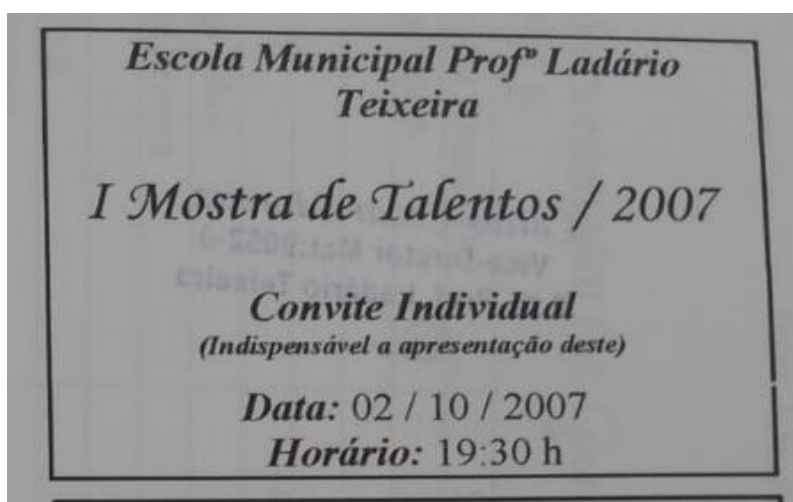 Escola Municipal Profº Ladário
Teixeira
I Mostra de Talentos / 2007
Convite Individual
(Indispensável a apresentação deste)
Data: 02 / 10 / 2007
Horário: 19:30 h